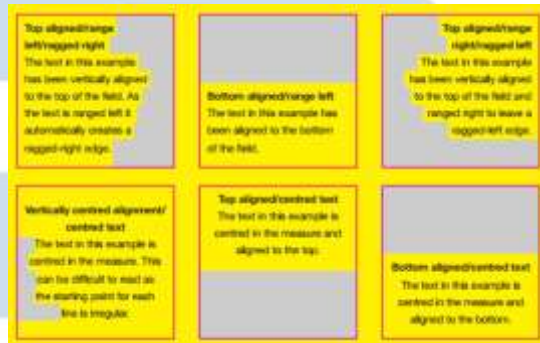 Top aligned/range
left/ragged right
The text in this example
has been vertically aligned
to the top of the field. As
the text is ranged left it
automatically creates a
ragged-right edge.
Bottom aligned/range left
The text in this example has
been aligned to the bottom
of the field.
Top aligned/range
right/ragged left
The text in this example
has been vertically aligned
to the top of the field and
ranged right to leave a
ragged-left edge.
Vertically centred alignment/
centred text
The text in this example is
centred in the measure. This
can be difficult to read as
the starting point for each
line is irregular.
Top aligned/centred text
The text in this example is
centred in the measure and
aligned to the top.
Bottom aligned/centred text
The text in this example is
centred in the measure and
aligned to the bottom.